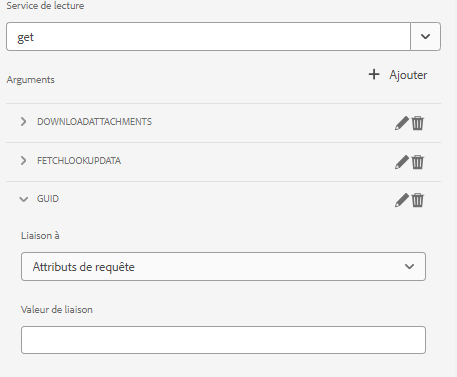 Service de lecture
get
Arguments
Ajouter
DOWNLOADATTACHMENTS
FETCHLOOKUPDATA
GUID
Liaison à
Attributs de requête
Valeur de liaison